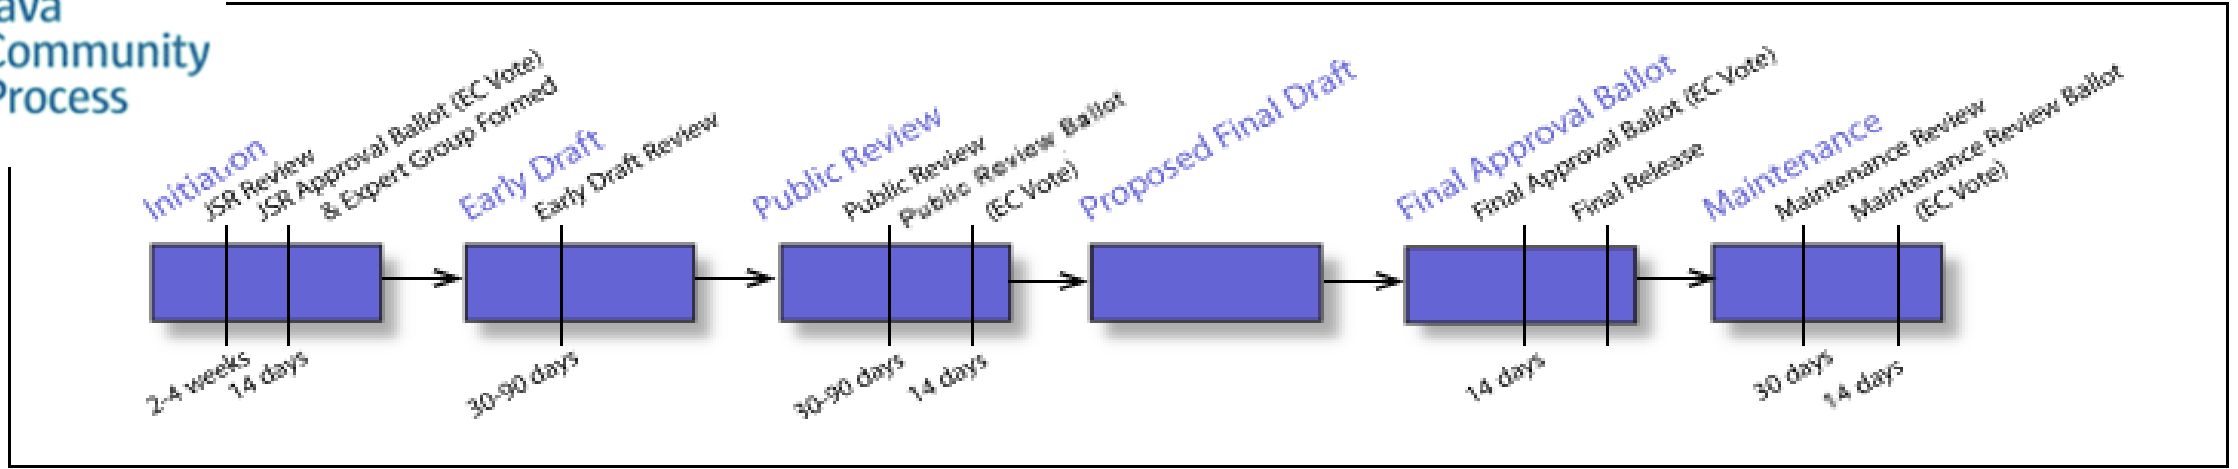 ava
Community
Process
Initiation
JSR Review
JSR Approval Ballot (EC Vote)
& Expert Group Formed
Early Draft
Early Draft Review
Public Review
Public Review
Public Review Ballot
(EC Vote)
Proposed Final Draft
Final Approval Ballot
Final Approval Ballot (EC Vote)
Final Release
Maintenance
Maintenance Review
Maintenance Review Ballot
(EC Vote)
2-4 weeks
14 days
30-90 days
30-90 days
14 days
14 days
30 days
14 days